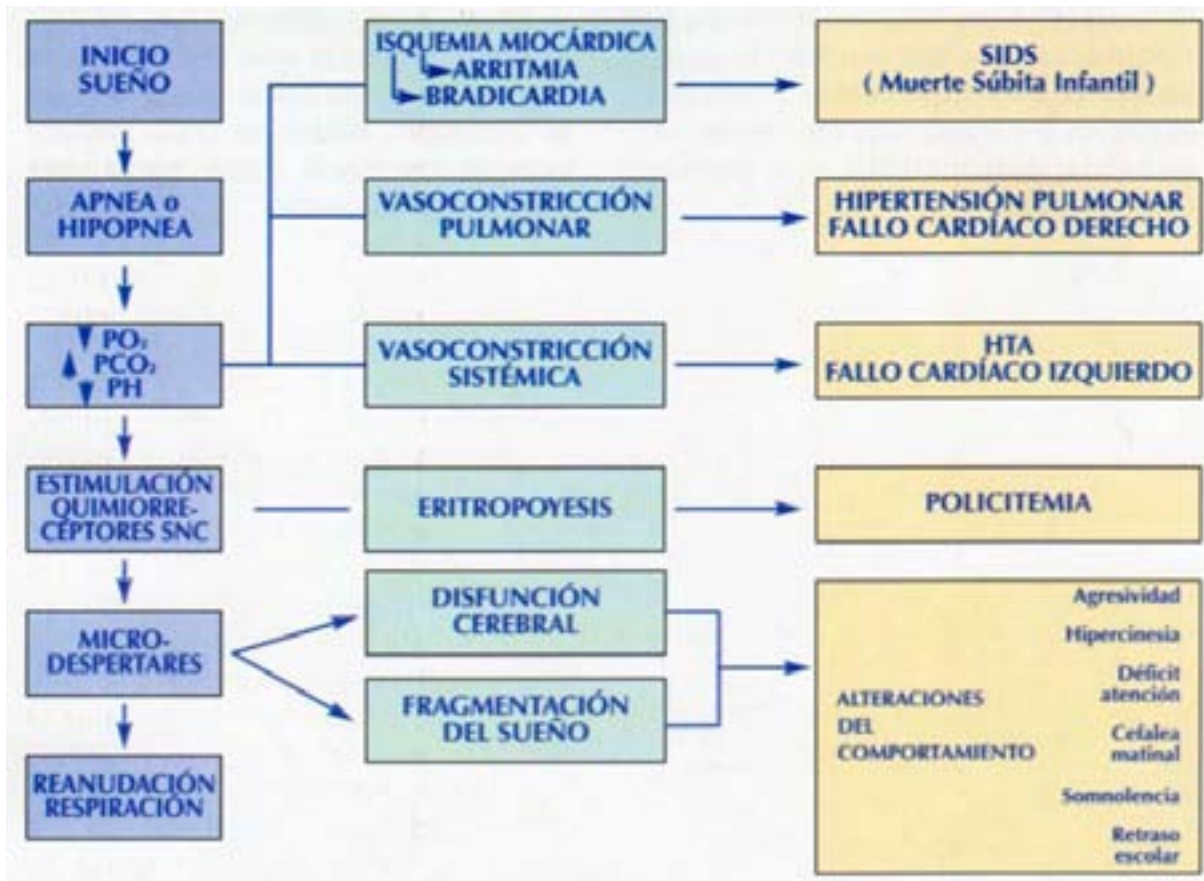 INICIO
SUEÑO
APNEA o
HIPOPNEA
PO₂
PCO₂
PH
ESTIMULACIÓN
QUIMIORRE-
CÉPTORES SNC
MICRO-
DESPERTARES
REANUDACIÓN
RESPIRACIÓN
ISQUEMIA MIOCÁRDICA
ARRITMIA
BRADICARDIA
VASOCONSTRICCIÓN
PULMONAR
VASOCONSTRICCIÓN
SISTÉMICA
ERITROPOYESIS
DISFUNCIÓN
CEREBRAL
FRAGMENTACIÓN
DEL SUEÑO
SIDS
( Muerte Súbita Infantil )
HIPERTENSIÓN PULMONAR
FALLO CARDÍACO DERECHO
HTA
FALLO CARDÍACO IZQUIERDO
POLICITEMIA
ALTERACIONES
DEL
COMPORTAMIENTO
Agresividad
Hipercinesia
Déficit
atención
Cefalea
matinal
Somnolencia
Retraso
escolar